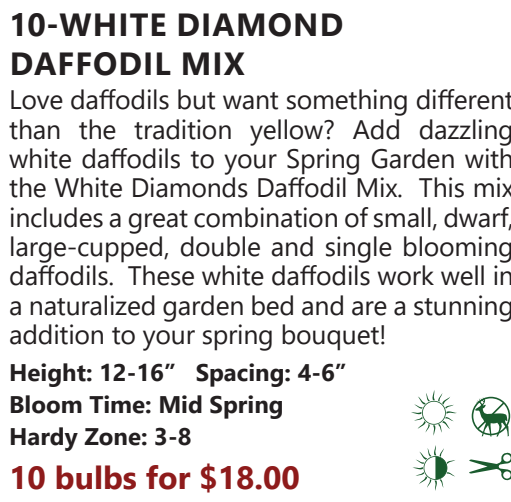 10-WHITE DIAMOND
DAFFODIL MIX
Love daffodils but want something different
than the tradition yellow? Add dazzling
white daffodils to your Spring Garden with
the White Diamonds Daffodil Mix. This mix
includes a great combination of small, dwarf,
large-cupped, double and single blooming
daffodils. These white daffodils work well in
a naturalized garden bed and are a stunning
addition to your spring bouquet!
Height: 12-16” Spacing: 4-6”
Bloom Time: Mid Spring
Hardy Zone: 3-8
10 bulbs for $18.00